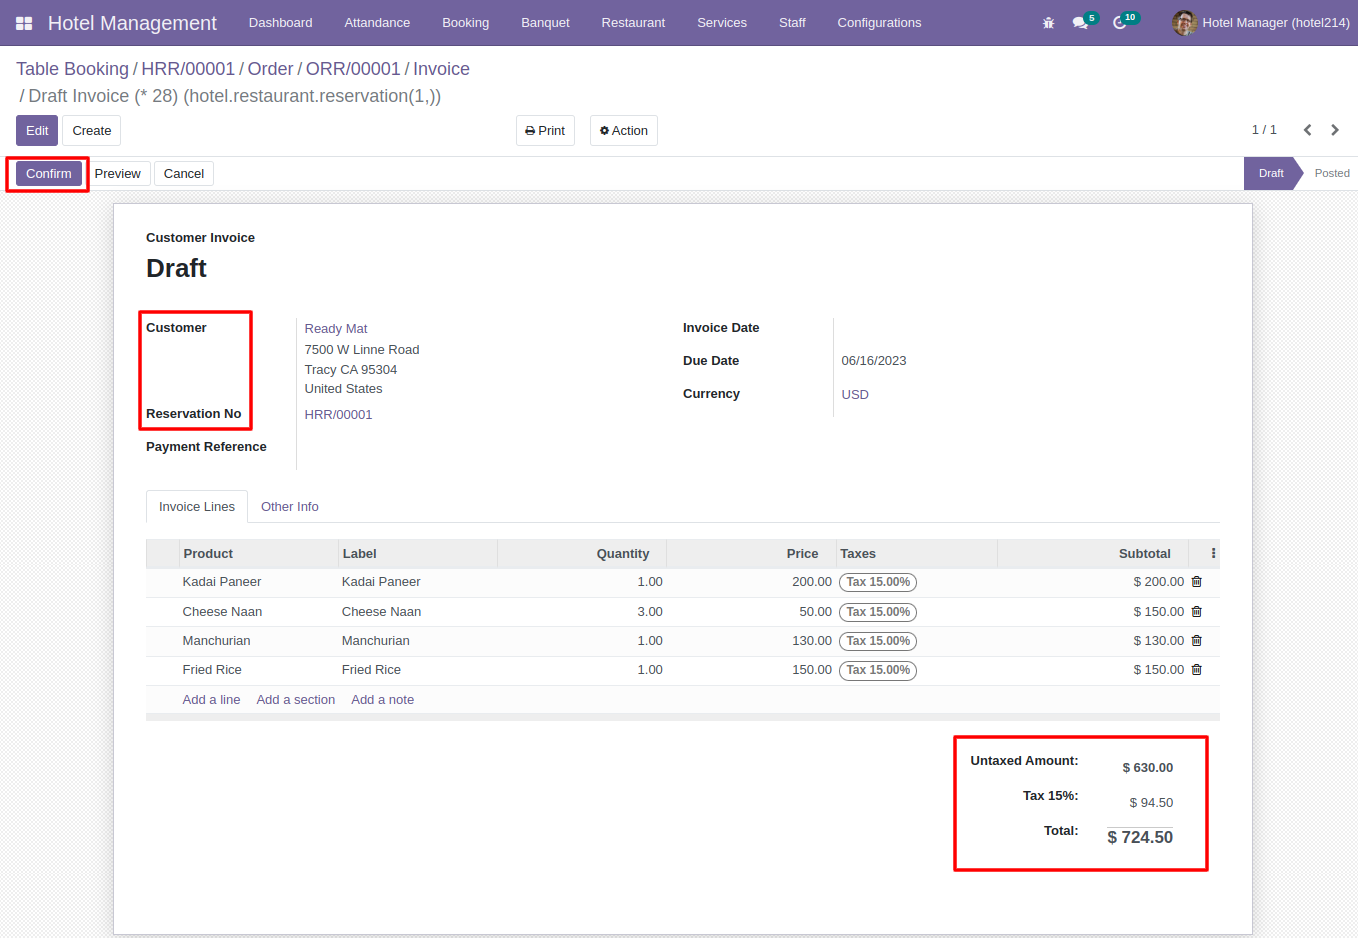 Hotel Management Dashboard Attandance Booking Banquet Restaurant Services Staff Configurations 5 10 Hotel Manager (hotel214)
Table Booking / HRR/00001 / Order / ORR/00001 / Invoice
/ Draft Invoice (* 28) (hotel.restaurant.reservation(1,))
Edit Create Print Action 1 / 1
Confirm Preview Cancel Draft Posted
Customer Invoice
Draft
Customer Ready Mat Invoice Date
7500 W Linne Road
Due Date 06/16/2023
Tracy CA 95304
United States
Currency USD
Reservation No HRR/00001
Payment Reference
Invoice Lines Other Info
Product Label Quantity Price Taxes Subtotal
Kadai Paneer Kadai Paneer 1.00 200.00 Tax 15.00% $ 200.00
Cheese Naan Cheese Naan 3.00 50.00 Tax 15.00% $ 150.00
Manchurian Manchurian 1.00 130.00 Tax 15.00% $ 130.00
Fried Rice Fried Rice 1.00 150.00 Tax 15.00% $ 150.00
Add a line Add a section Add a note
Untaxed Amount: $ 630.00
Tax 15%: $ 94.50
Total: $ 724.50